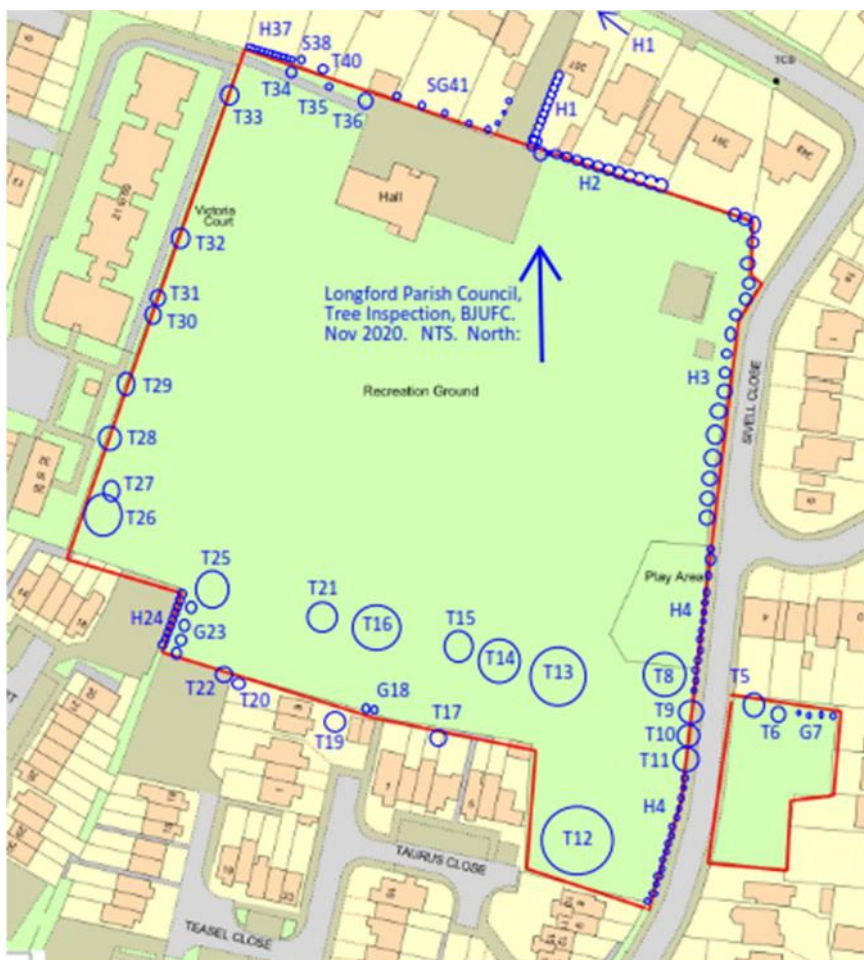 H37
S38
T40
H1
TCB
T34
T35
T36
SG41
H1
T33
H2
Hall
Victoria
Court
T32
Longford Parish Council,
Tree Inspection, BJUFC.
Nov 2020. NTS. North:
T31
T30
T29
Recreation Ground
H3
SIVELL CLOSE
T28
T27
T26
T25
T21
T16
T15
T14
T13
Play Area
H4
H24
G23
T8
T5
T22
T20
G18
T9
T6
G7
T19
T17
T10
T11
H4
T12
TAURUS CLOSE
TEASEL CLOSE